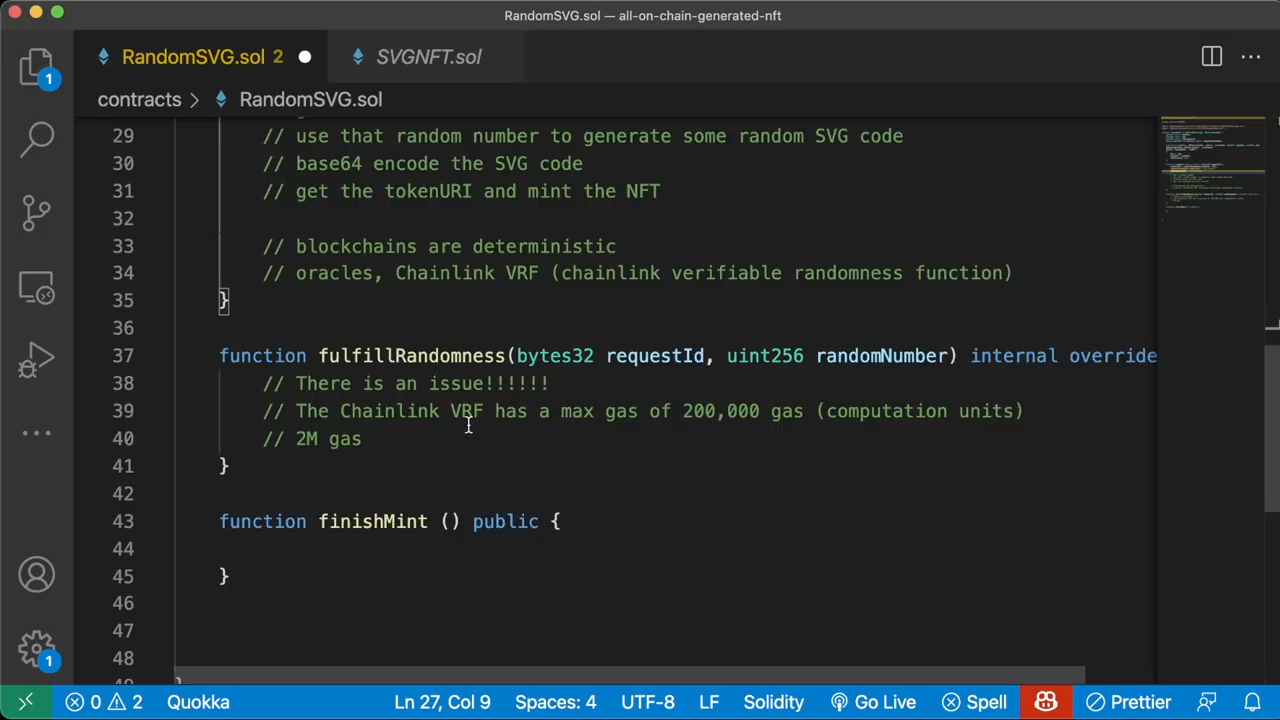 RandomSVG.sol — all-on-chain-generated-nft
RandomSVG.sol 2
SVGNFT.sol
contracts > RandomSVG.sol
29 // use that random number to generate some random SVG code
30 // base64 encode the SVG code
31 // get the tokenURI and mint the NFT
32
33 // blockchains are deterministic
34 // oracles, Chainlink VRF (chainlink verifiable randomness function)
35 }
36
37 function fulfillRandomness(bytes32 requestId, uint256 randomNumber) internal override
38 // There is an issue!!!!!!
39 // The Chainlink VRF has a max gas of 200,000 gas (computation units)
40 // 2M gas
41 }
42
43 function finishMint () public {
44
45 }
46
47
48
1
1
0 2 Quokka Ln 27, Col 9 Spaces: 4 UTF-8 LF Solidity Go Live Spell Prettier